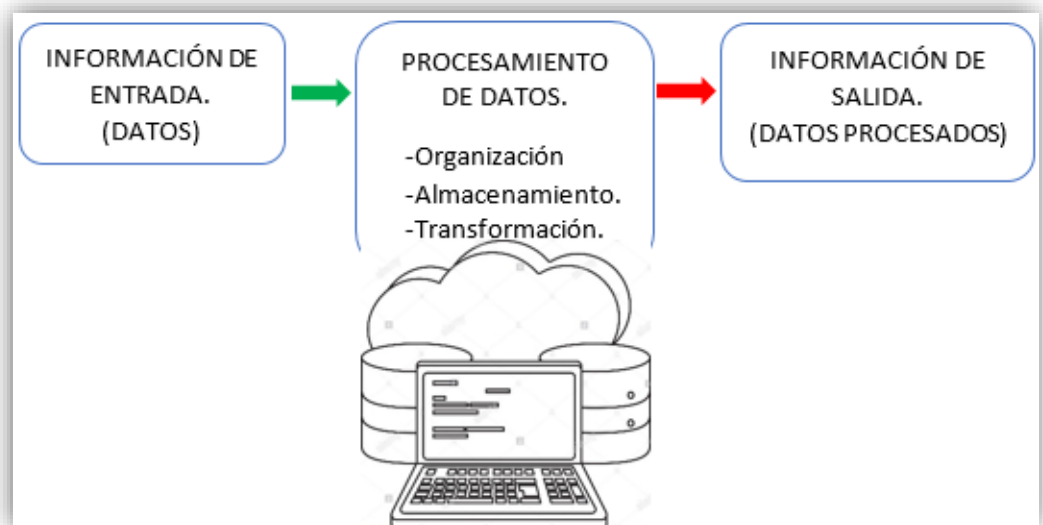 INFORMACIÓN DE
ENTRADA.
(DATOS)
PROCESAMIENTO
DE DATOS.
-Organización
-Almacenamiento.
-Transformación.
INFORMACIÓN DE
SALIDA.
(DATOS PROCESADOS)